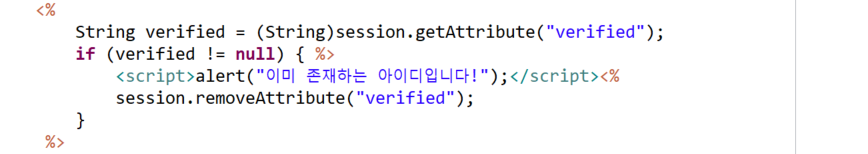 <%
String verified = (String)session.getAttribute("verified");
if (verified != null) { %>
<script>alert("이미 존재하는 아이디입니다!");</script><%
session.removeAttribute("verified");
}
%>